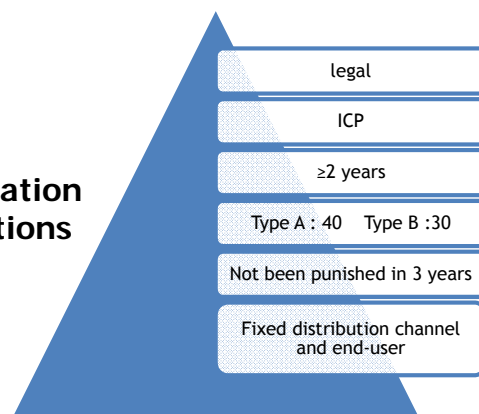 legal
ICP
≥2 years
ation
tions
Type A : 40 Type B :30
Not been punished in 3 years
Fixed distribution channel
and end-user